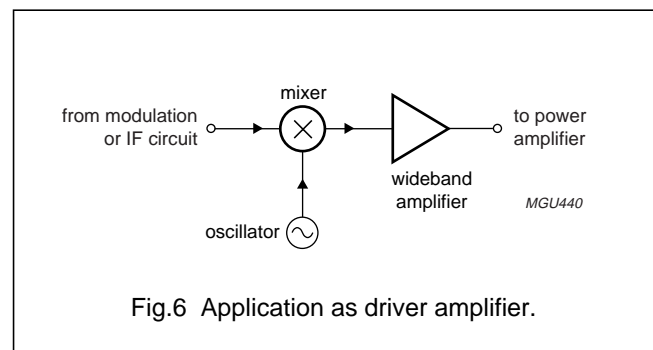 mixer
from modulation
or IF circuit
to power
amplifier
wideband
amplifier
MGU440
oscillator
Fig.6 Application as driver amplifier.